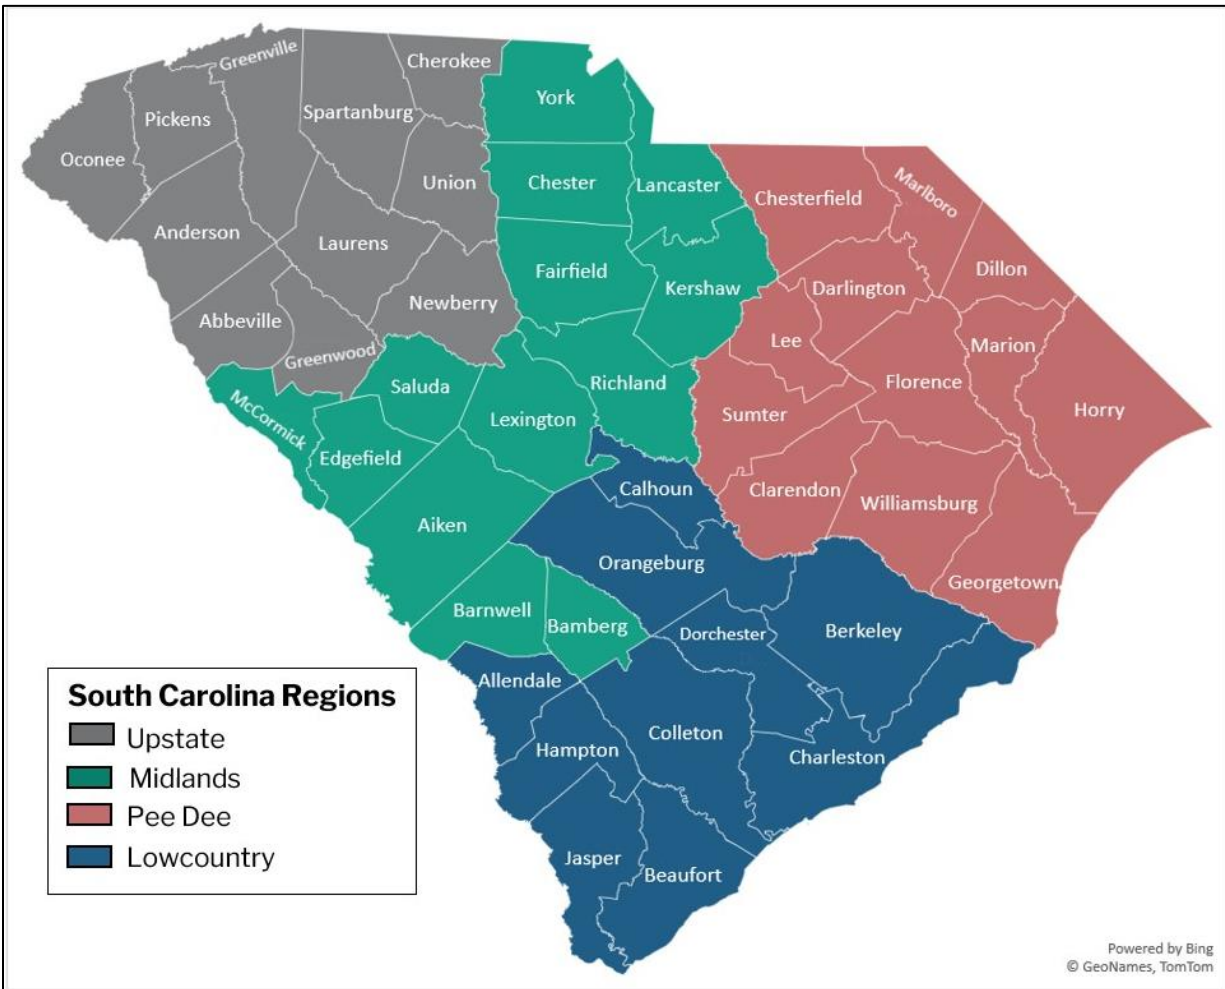 Greenville
Cherokee
York
Spartanburg
Pickens
Oconee
Union
Chester
Lancaster
Chesterfield
Marlboro
Anderson
Laurens
Fairfield
Kershaw
Darlington
Dillon
Newberry
Abbeville
Greenwood
Lee
Marion
Saluda
Richland
Florence
McCormick
Lexington
Sumter
Horry
Edgefield
Calhoun
Clarendon
Williamsburg
Aiken
Orangeburg
Georgetown
Barnwell
Bamberg
Dorchester
Berkeley
Allendale
Hampton
Colleton
Charleston
Jasper
Beaufort
South Carolina Regions
Upstate
Midlands
Pee Dee
Lowcountry
Powered by Bing
© GeoNames, TomTom